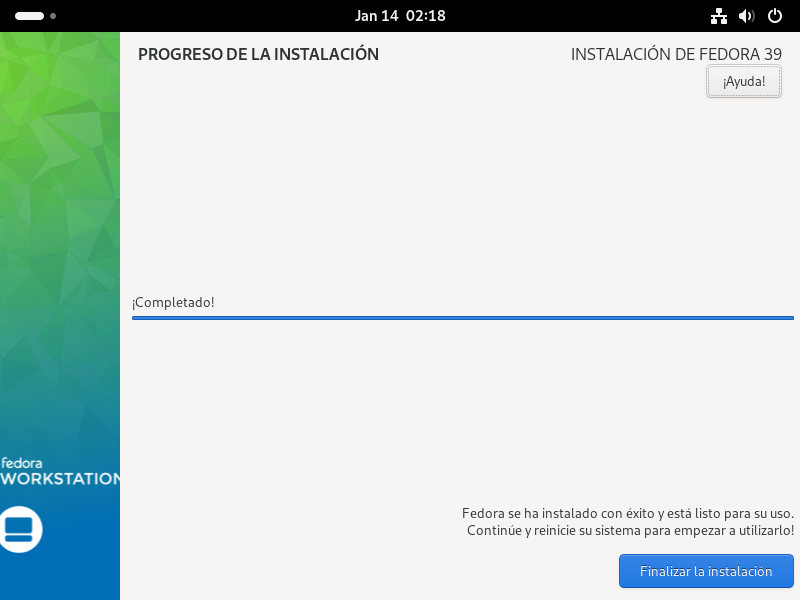 Jan 14 02:18
PROGRESO DE LA INSTALACIÓN
INSTALACIÓN DE FEDORA 39
¡Ayuda!
¡Completado!
fedora
WORKSTATION
Fedora se ha instalado con éxito y está listo para su uso.
Continúe y reinicie su sistema para empezar a utilizarlo!
Finalizar la instalación